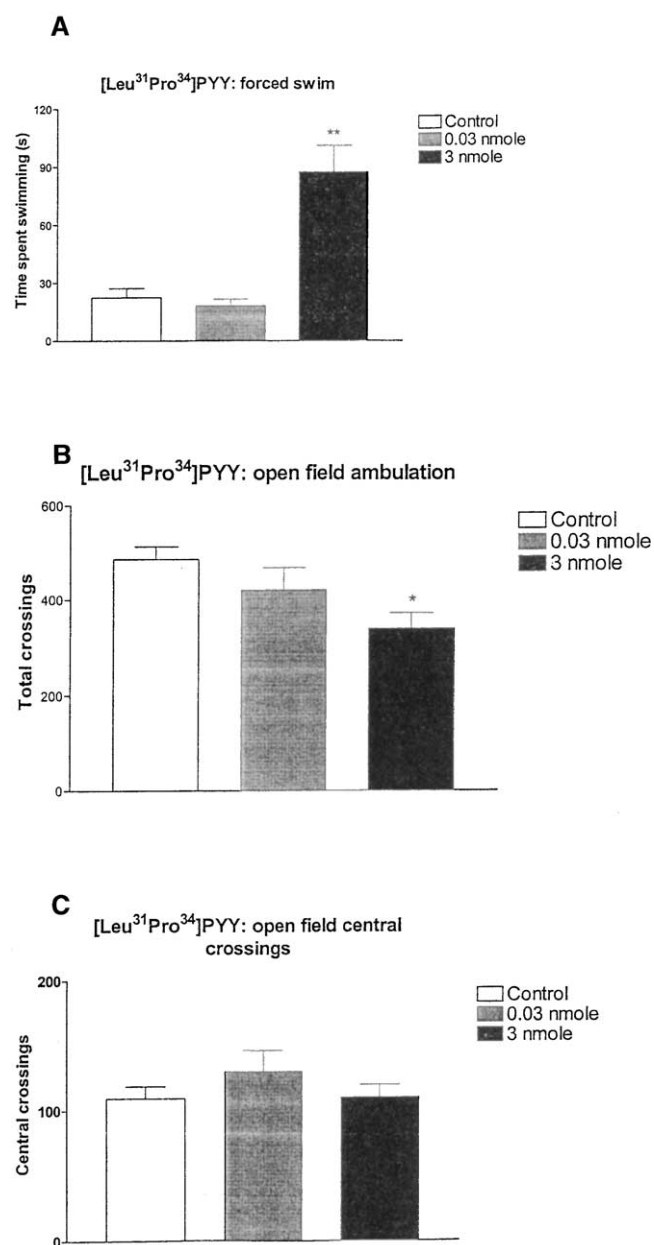 A
[Leu³¹Pro³⁴]PYY: forced swim
120
90
60
30
0
Time spent swimming (s)
**
Control
0.03 nmole
3 nmole
B
[Leu³¹Pro³⁴]PYY: open field ambulation
600
400
200
0
Total crossings
*
Control
0.03 nmole
3 nmole
C
[Leu³¹Pro³⁴]PYY: open field central
crossings
200
100
0
Central crossings
Control
0.03 nmole
3 nmole